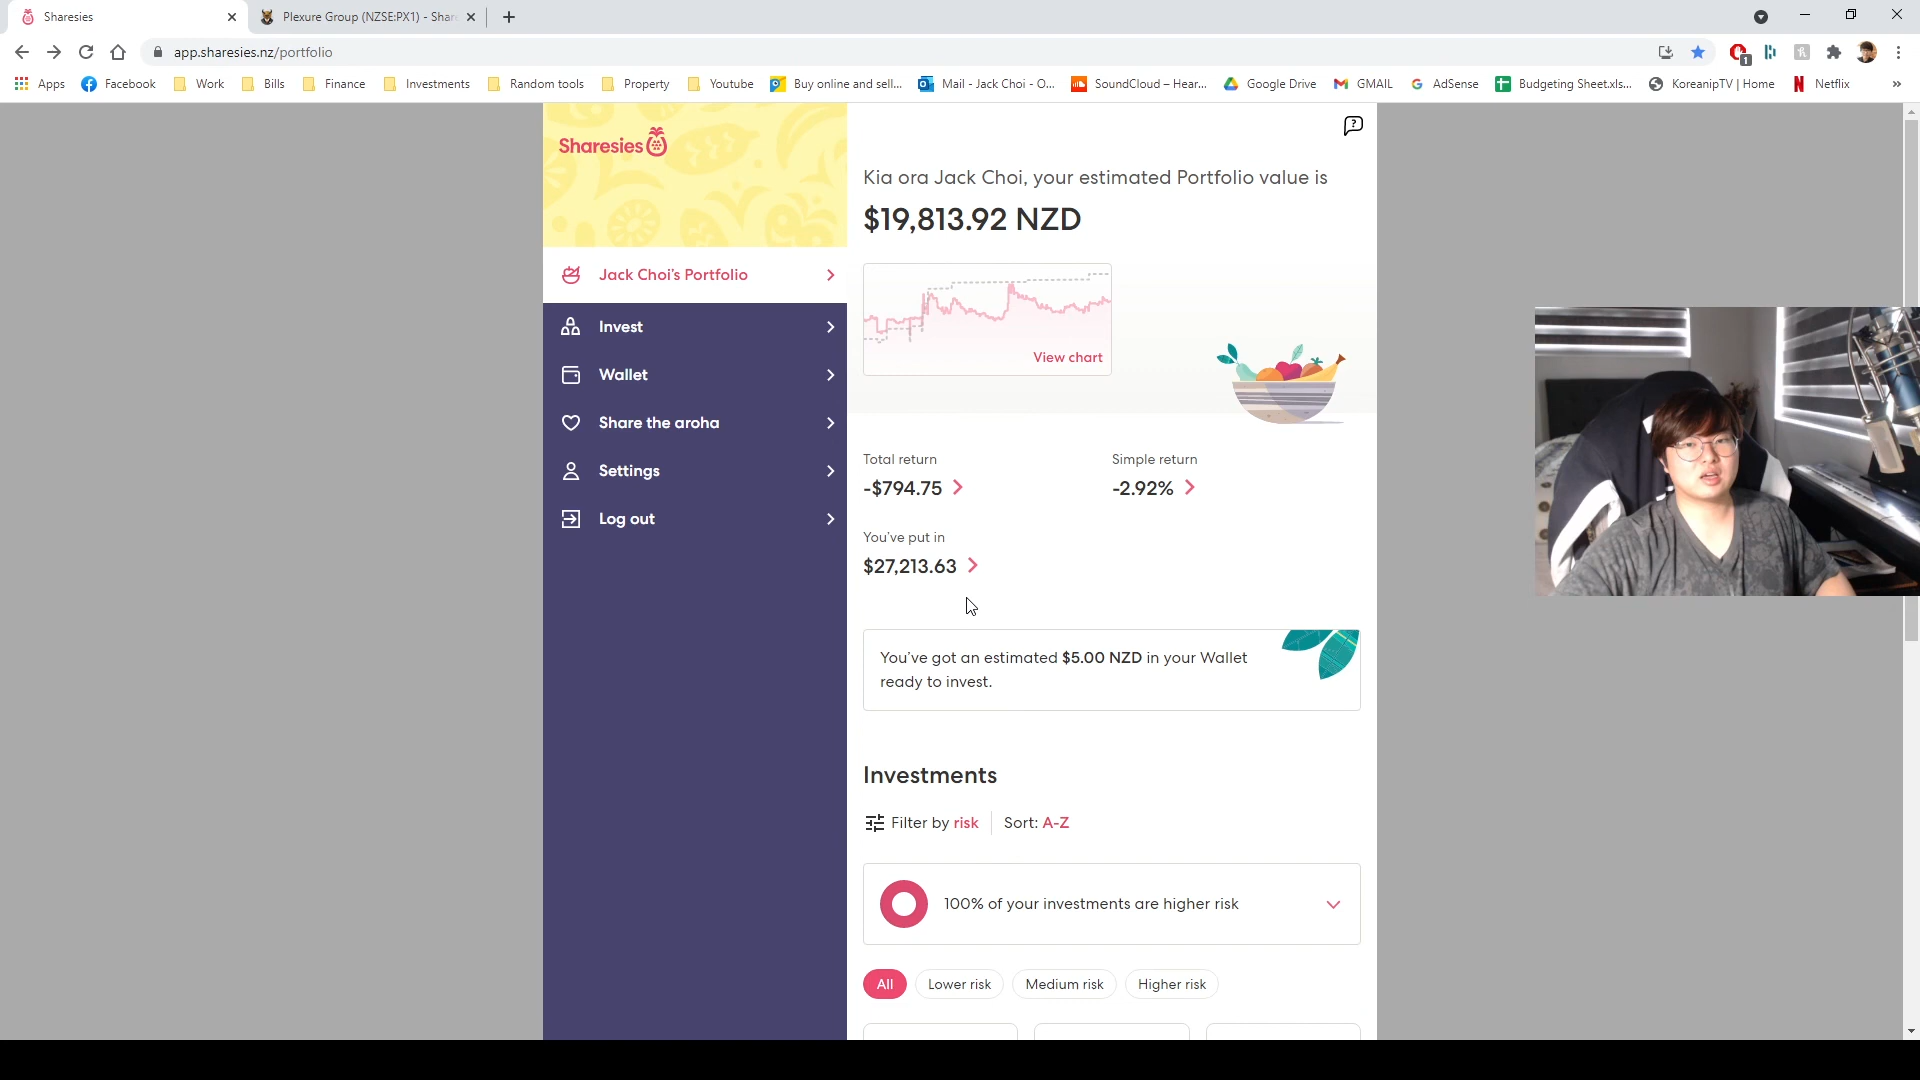 Sharesies
Plexure Group (NZSE:PX1) - Shar
app.sharesies.nz/portfolio
1
Apps
Facebook
Work
Bills
Finance
Investments
Random tools
Property
Youtube
Buy online and sell...
Mail - Jack Choi - O...
SoundCloud – Hear...
Google Drive
GMAIL
AdSense
Budgeting Sheet.xls...
KoreanipTV | Home
Netflix
»
Sharesies
Jack Choi's Portfolio
Invest
Wallet
Share the aroha
Settings
Log out
?
Kia ora Jack Choi, your estimated Portfolio value is
$19,813.92 NZD
View chart
Total return
-$794.75
Simple return
-2.92%
You've put in
$27,213.63
You've got an estimated $5.00 NZD in your Wallet
ready to invest.
Investments
Filter by risk
Sort: A-Z
100% of your investments are higher risk
All
Lower risk
Medium risk
Higher risk